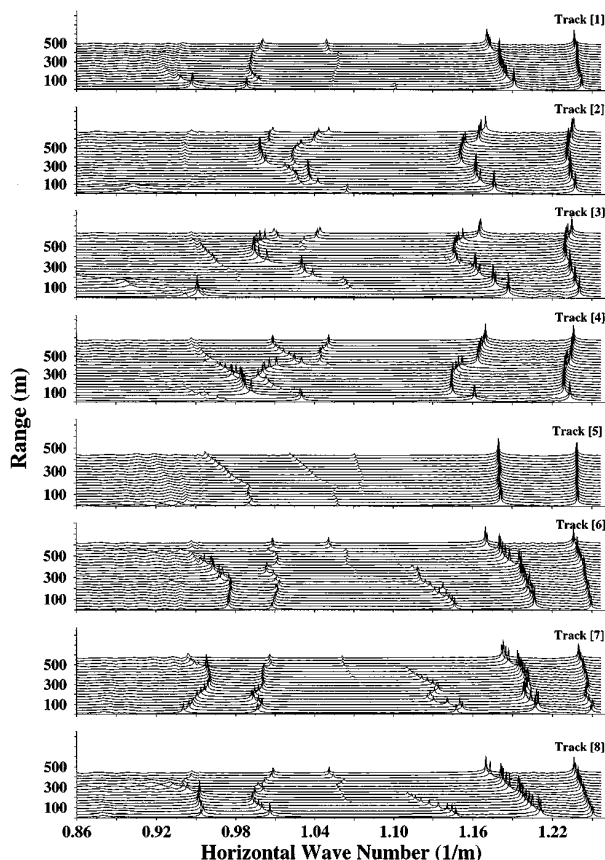 Track [1]
500
300
100
Track [2]
500
300
100
Track [3]
500
300
100
Track [4]
500
300
100
Range (m)
Track [5]
500
300
100
Track [6]
500
300
100
Track [7]
500
300
100
Track [8]
500
300
100
0
0.86 0.92 0.98 1.04 1.10 1.16 1.22
Horizontal Wave Number (1/m)